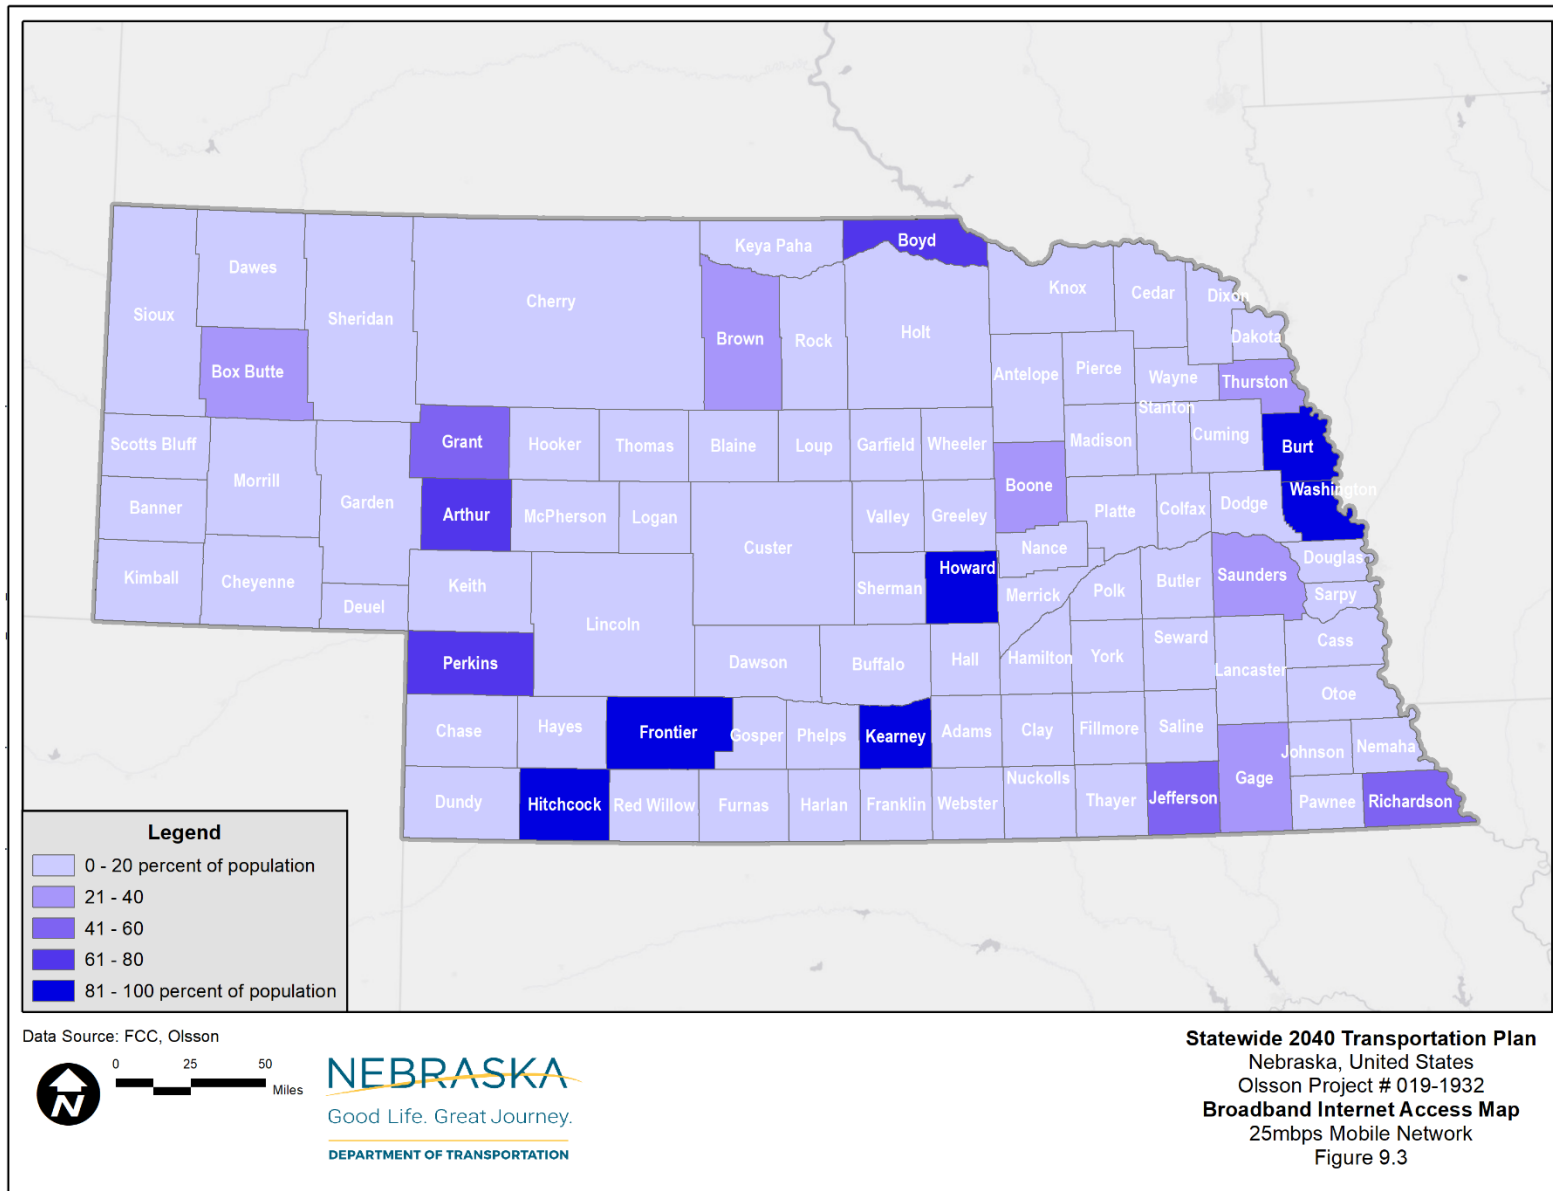 Boyd
Keya Paha
Dawes
Knox
Cedar
Dixon
Cherry
Sioux
Sheridan
Holt
Brown
Rock
Dakota
Box Butte
Antelope
Pierce
Wayne
Thurston
Stanton
Scotts Bluff
Grant
Hooker
Thomas
Blaine
Loup
Garfield
Wheeler
Madison
Cuming
Burt
Morrill
Boone
Washington
Banner
Garden
Arthur
McPherson
Logan
Valley
Greeley
Platte
Colfax
Dodge
Custer
Nance
Douglas
Kimball
Cheyenne
Keith
Howard
Saunders
Sherman
Merrick
Polk
Butler
Sarpy
Deuel
Lincoln
Seward
Cass
Perkins
Dawson
Buffalo
Hall
Hamilton
York
Lancaster
Otoe
Chase
Hayes
Frontier
Gosper
Phelps
Kearney
Adams
Clay
Fillmore
Saline
Johnson
Nemaha
Gage
Nuckolls
Dundy
Hitchcock
Red Willow
Furnas
Harlan
Franklin
Webster
Thayer
Jefferson
Pawnee
Richardson
Legend
0 - 20 percent of population
21 - 40
41 - 60
61 - 80
81 - 100 percent of population
Data Source: FCC, Olsson
0 25 50
Miles
N
NEBRASKA
Good Life. Great Journey.
DEPARTMENT OF TRANSPORTATION
Statewide 2040 Transportation Plan
Nebraska, United States
Olsson Project # 019-1932
Broadband Internet Access Map
25mbps Mobile Network
Figure 9.3